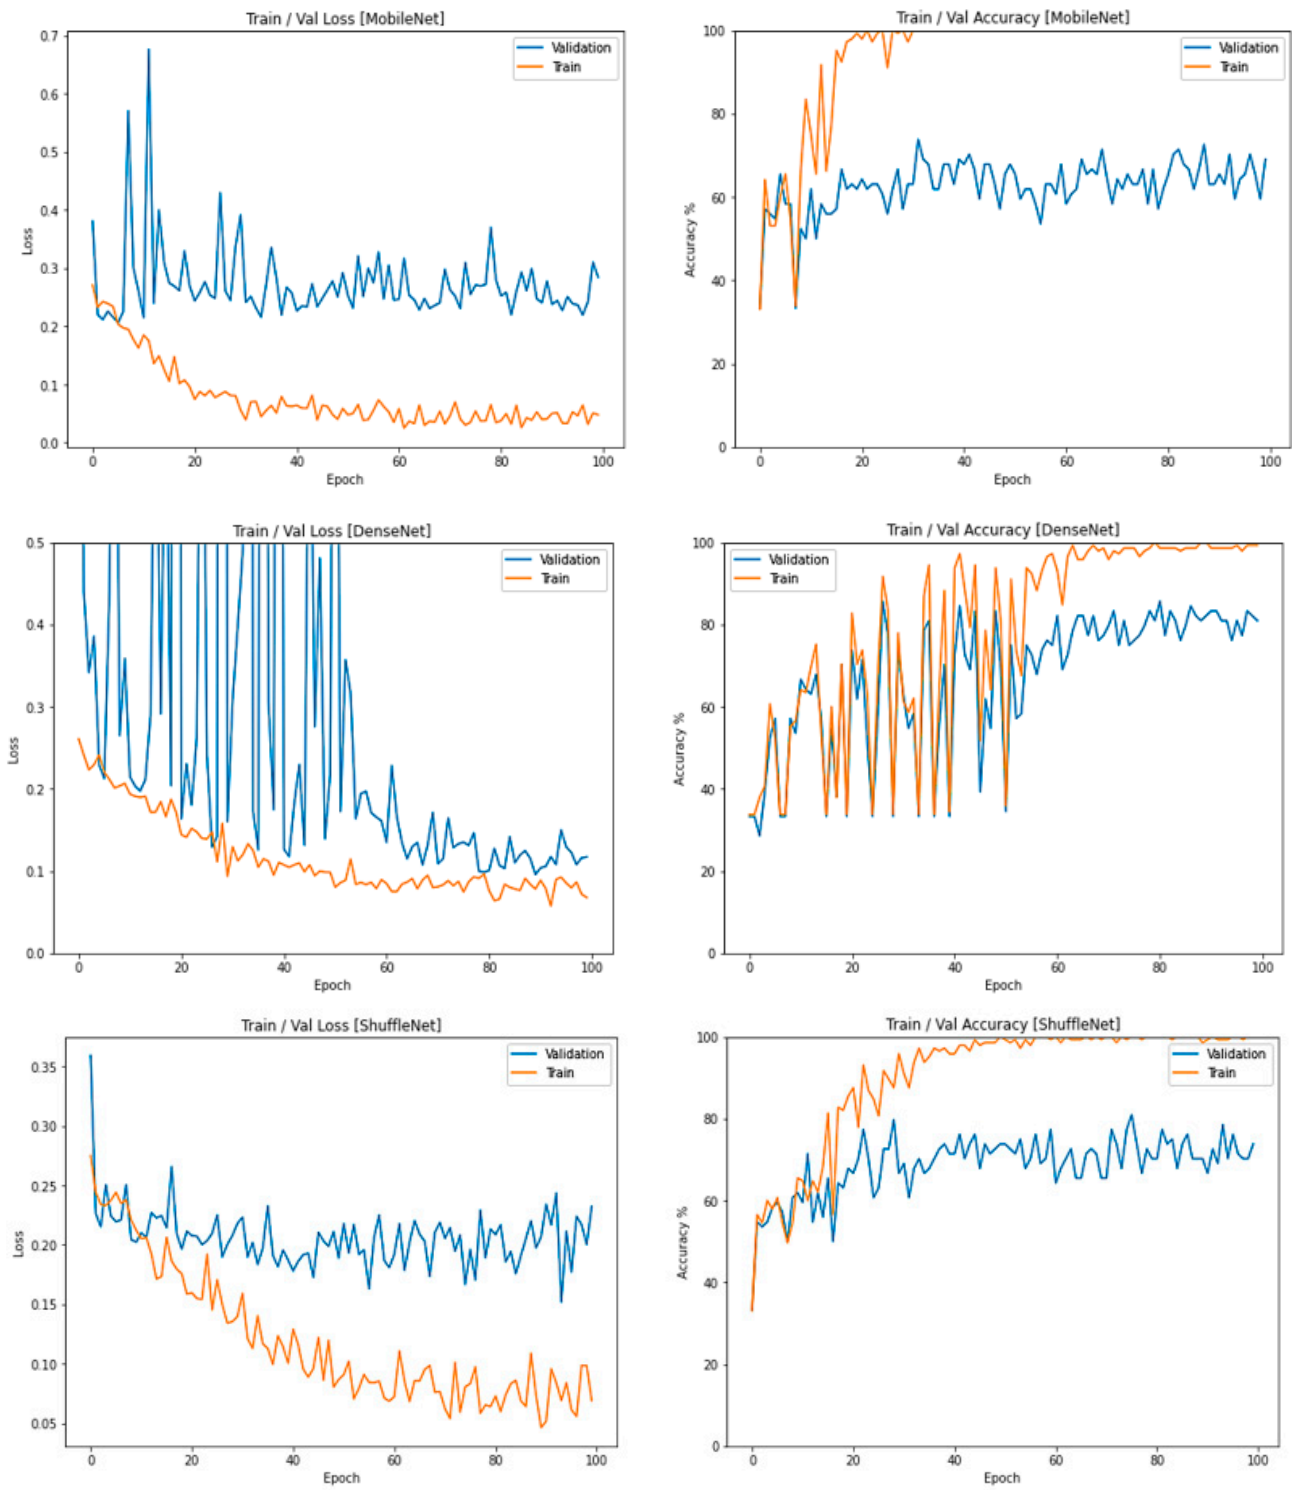 Train / Val Loss [MobileNet]
0.7
0.6
0.5
0.4
0.3
0.2
0.1
0.0
Loss
Validation
Train
0 20 40 60 80 100
Epoch
Train / Val Accuracy [MobileNet]
100
80
60
40
20
0
Accuracy %
Validation
Train
0 20 40 60 80 100
Epoch
Train / Val Loss [DenseNet]
0.5
0.4
0.3
0.2
0.1
0.0
Loss
Validation
Train
0 20 40 60 80 100
Epoch
Train / Val Accuracy [DenseNet]
100
80
60
40
20
0
Accuracy %
Validation
Train
0 20 40 60 80 100
Epoch
Train / Val Loss [ShuffleNet]
0.35
0.30
0.25
0.20
0.15
0.10
0.05
Loss
Validation
Train
0 20 40 60 80 100
Epoch
Train / Val Accuracy [ShuffleNet]
100
80
60
40
20
0
Accuracy %
Validation
Train
0 20 40 60 80 100
Epoch